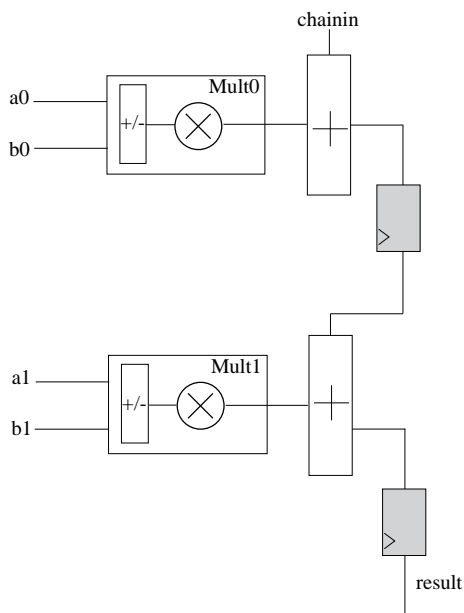 chainin
Mult0
a0
+/-
b0
Mult1
a1
+/-
b1
result